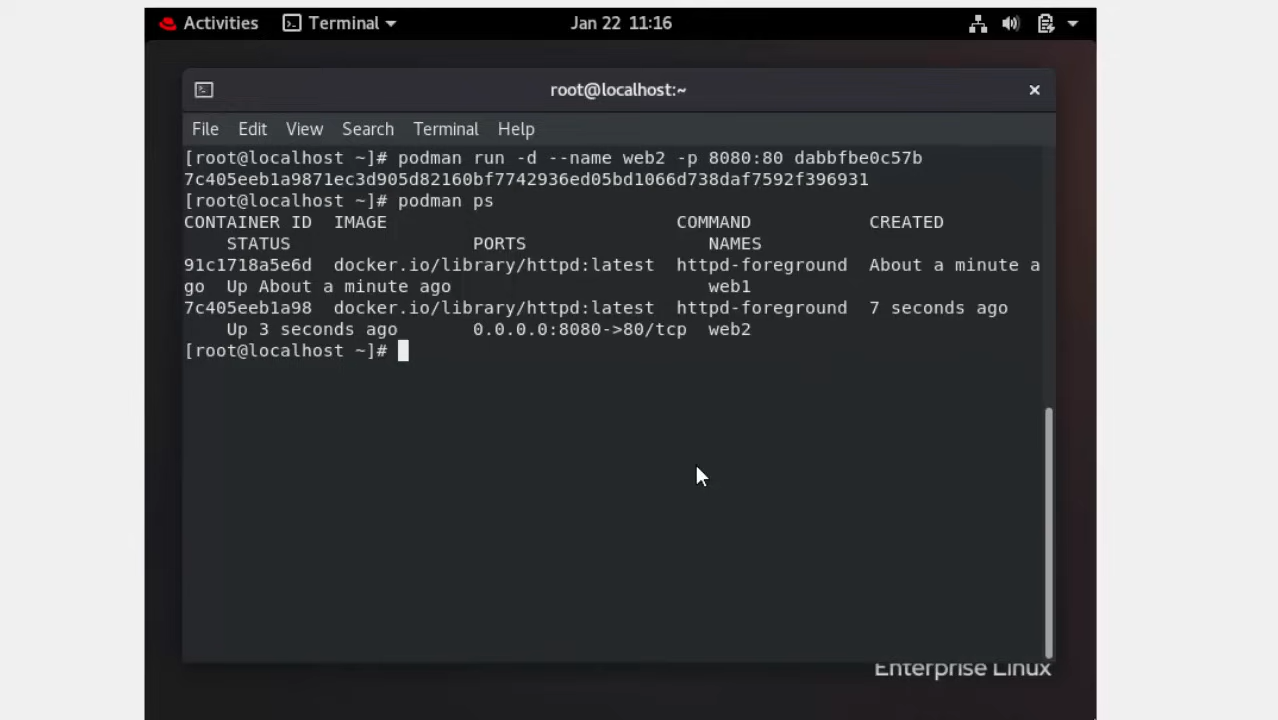 Activities Terminal Jan 22 11:16
root@localhost:~
File Edit View Search Terminal Help
[root@localhost ~]# podman run -d --name web2 -p 8080:80 dabbfbe0c57b
7c405eeb1a9871ec3d905d82160bf7742936ed05bd1066d738daf7592f396931
[root@localhost ~]# podman ps
CONTAINER ID  IMAGE                           COMMAND           CREATED
    STATUS                 PORTS                 NAMES
91c1718a5e6d  docker.io/library/httpd:latest  httpd-foreground  About a minute a
go  Up About a minute ago                        web1
7c405eeb1a98  docker.io/library/httpd:latest  httpd-foreground  7 seconds ago
    Up 3 seconds ago       0.0.0.0:8080->80/tcp  web2
[root@localhost ~]#
Enterprise Linux